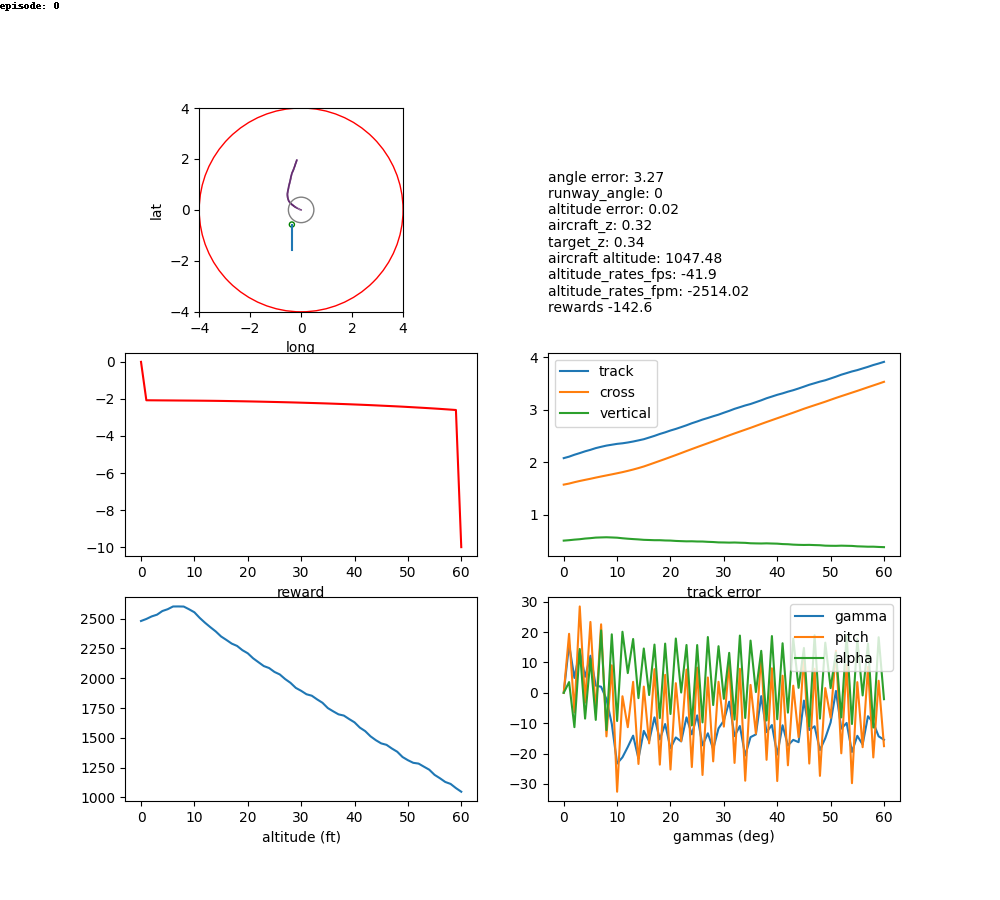 episode: 0
4
2
0
−2
−4
lat
−4 −2 0 2 4
long
angle error: 3.27
runway_angle: 0
altitude error: 0.02
aircraft_z: 0.32
target_z: 0.34
aircraft altitude: 1047.48
altitude_rates_fps: -41.9
altitude_rates_fpm: -2514.02
rewards -142.6
0
−2
−4
−6
−8
−10
0 10 20 30 40 50 60
reward
4
3
2
1
track
cross
vertical
0 10 20 30 40 50 60
track error
2500
2250
2000
1750
1500
1250
1000
0 10 20 30 40 50 60
altitude (ft)
30
20
10
0
−10
−20
−30
gamma
pitch
alpha
0 10 20 30 40 50 60
gammas (deg)